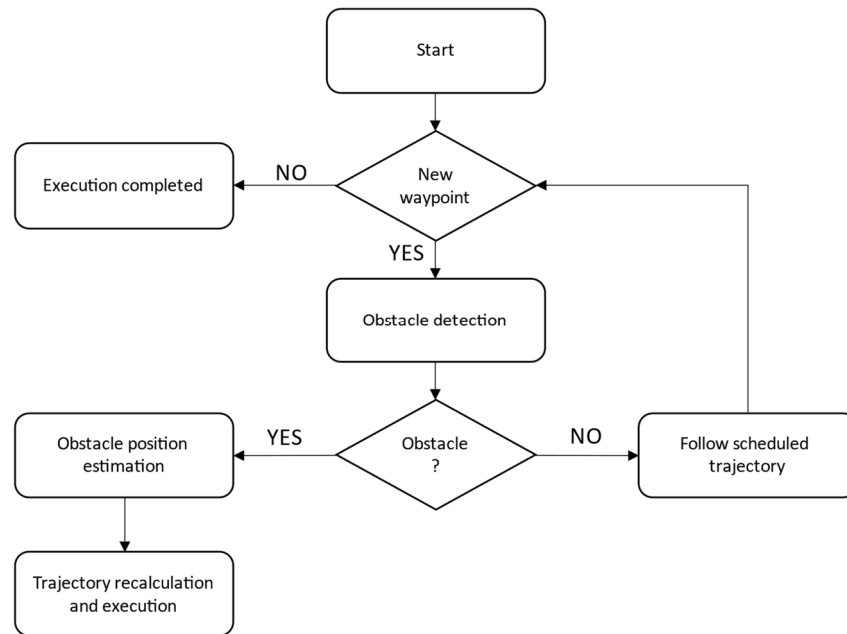 Start
New
waypoint
NO
Execution completed
YES
Obstacle detection
Obstacle
?
YES
Obstacle position
estimation
NO
Follow scheduled
trajectory
Trajectory recalculation
and execution